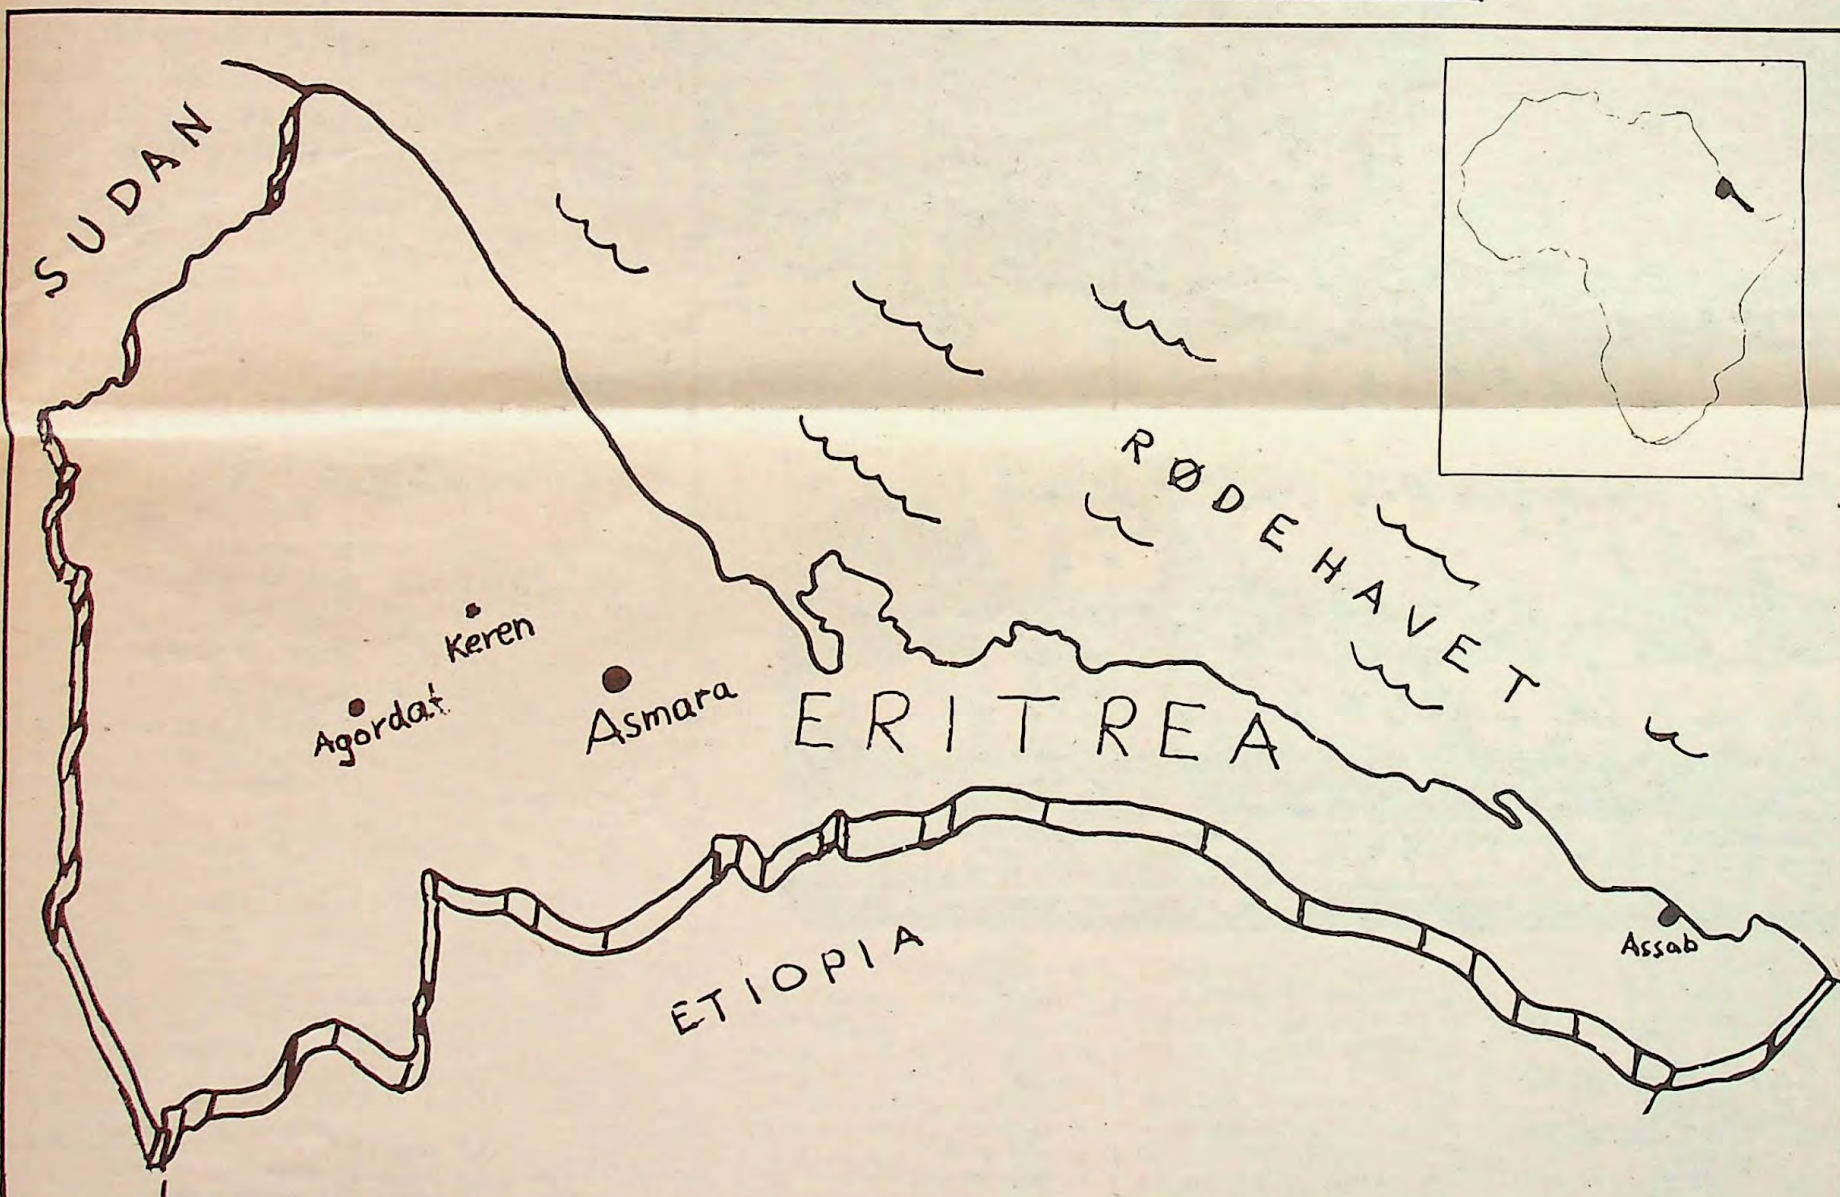 SUDAN
RØDEHAVET
Keren
Agordat
Asmara
ERITREA
Assab
ETIOPIA